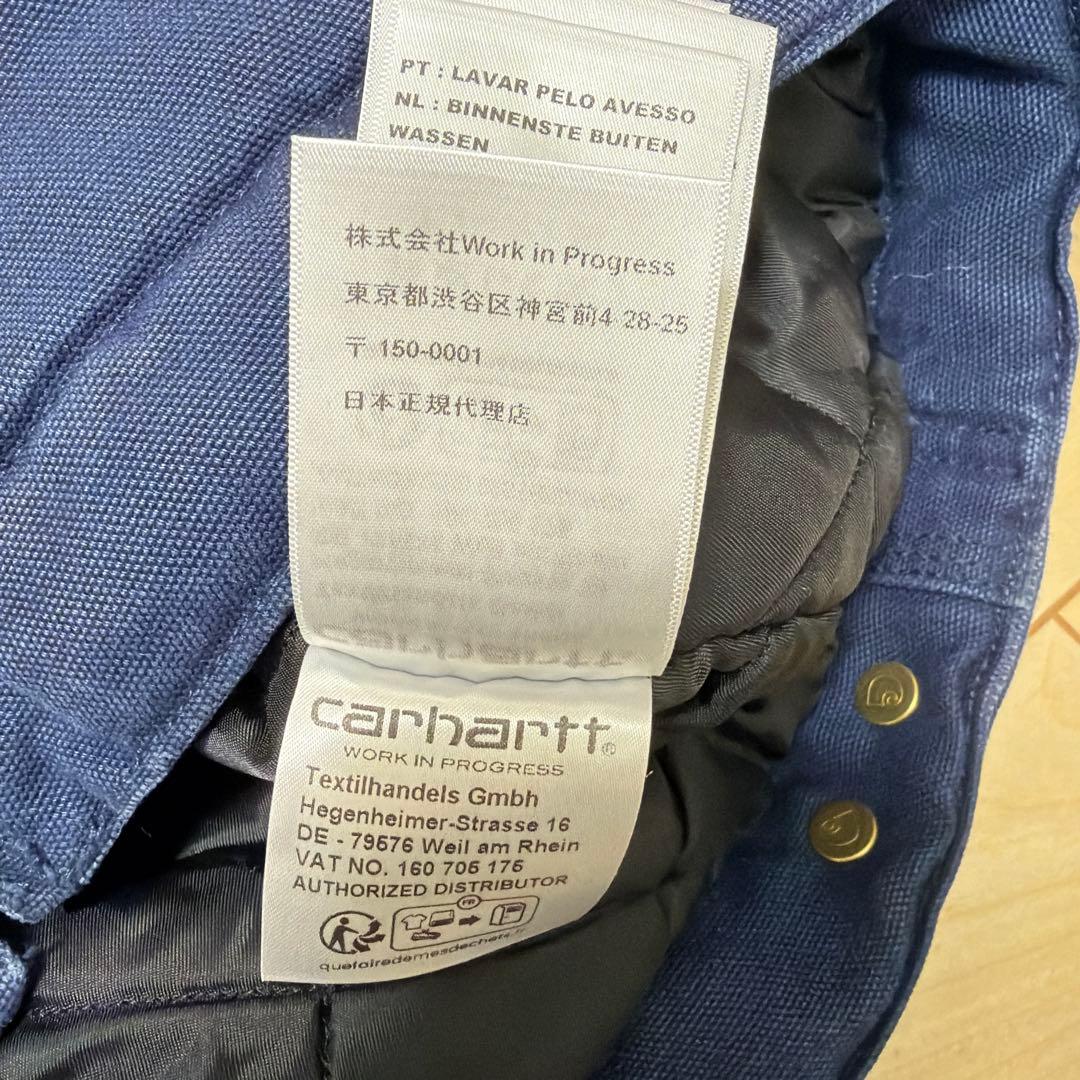 PT : LAVAR PELO AVESSO
NL : BINNENSTE BUITEN
WASSEN
株式会社Work in Progress
東京都渋谷区神宮前4-28-25
〒 150-0001
日本正規代理店
carhartt®
WORK IN PROGRESS
Textilhandels Gmbh
Hegenheimer-Strasse 16
DE - 79576 Weil am Rhein
VAT NO. 160 705 175
AUTHORIZED DISTRIBUTOR
FR
quefairedemesdechets.fr